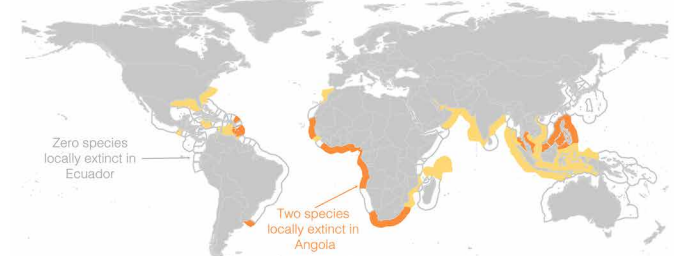 Zero species
locally extinct in
Ecuador
Two species
locally extinct in
Angola